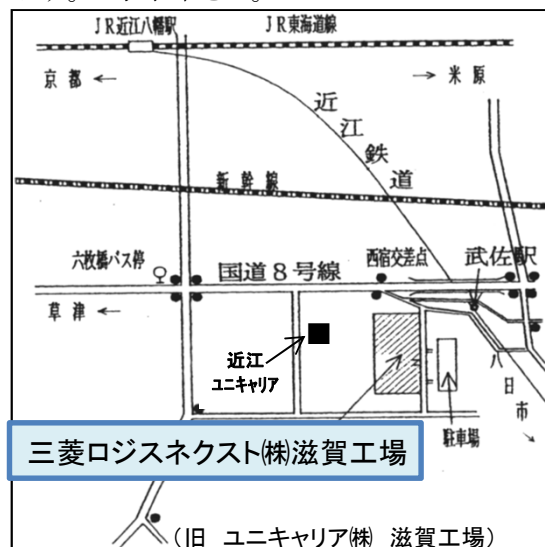 JR近江八幡駅
JR東海道線
京都 ←
→ 米原
近江鉄道
新幹線
六枚橋バス停
国道8号線
西宿交差点
武佐駅
草津 ←
近江
ユニキャリア
八日市
駐車場
三菱ロジスネクスト㈱滋賀工場
(旧 ユニキャリア㈱ 滋賀工場)